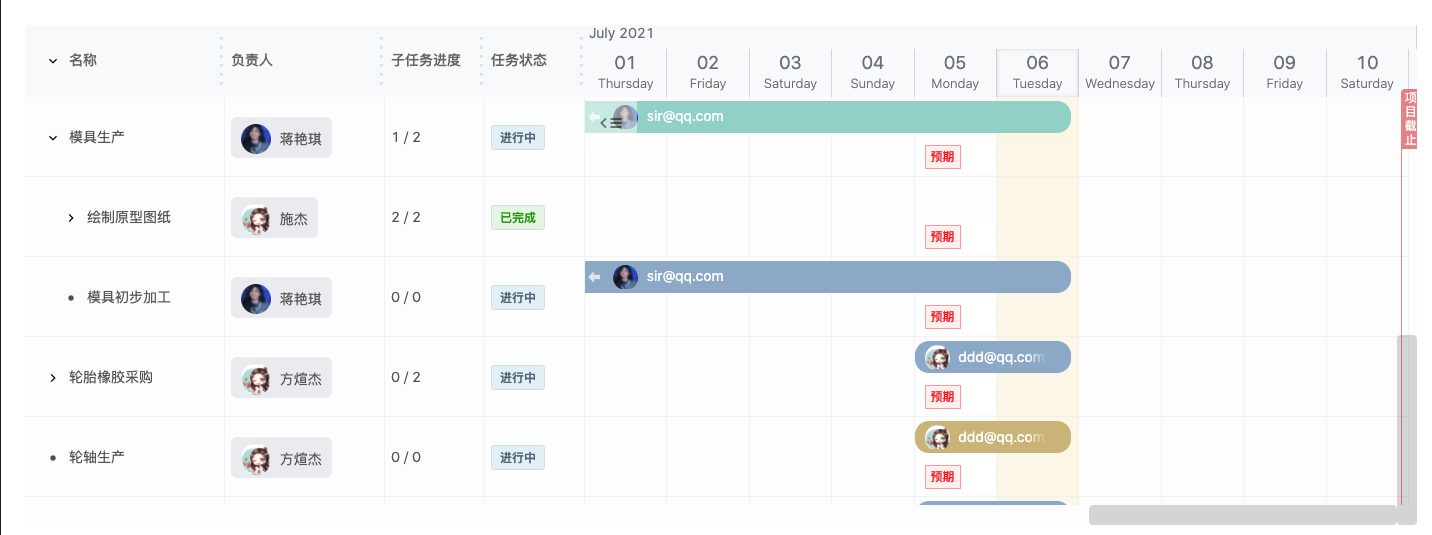 July 2021
名称 负责人 子任务进度 任务状态
01 02 03 04 05 06 07 08 09 10
Thursday Friday Saturday Sunday Monday Tuesday Wednesday Thursday Friday Saturday
项目截止
模具生产 蒋艳琪 1 / 2 进行中 sir@qq.com
预期
绘制原型图纸 施杰 2 / 2 已完成
预期
模具初步加工 蒋艳琪 0 / 0 进行中 sir@qq.com
预期
轮胎橡胶采购 方煊杰 0 / 2 进行中 ddd@qq.com
预期
轮轴生产 方煊杰 0 / 0 进行中 ddd@qq.com
预期